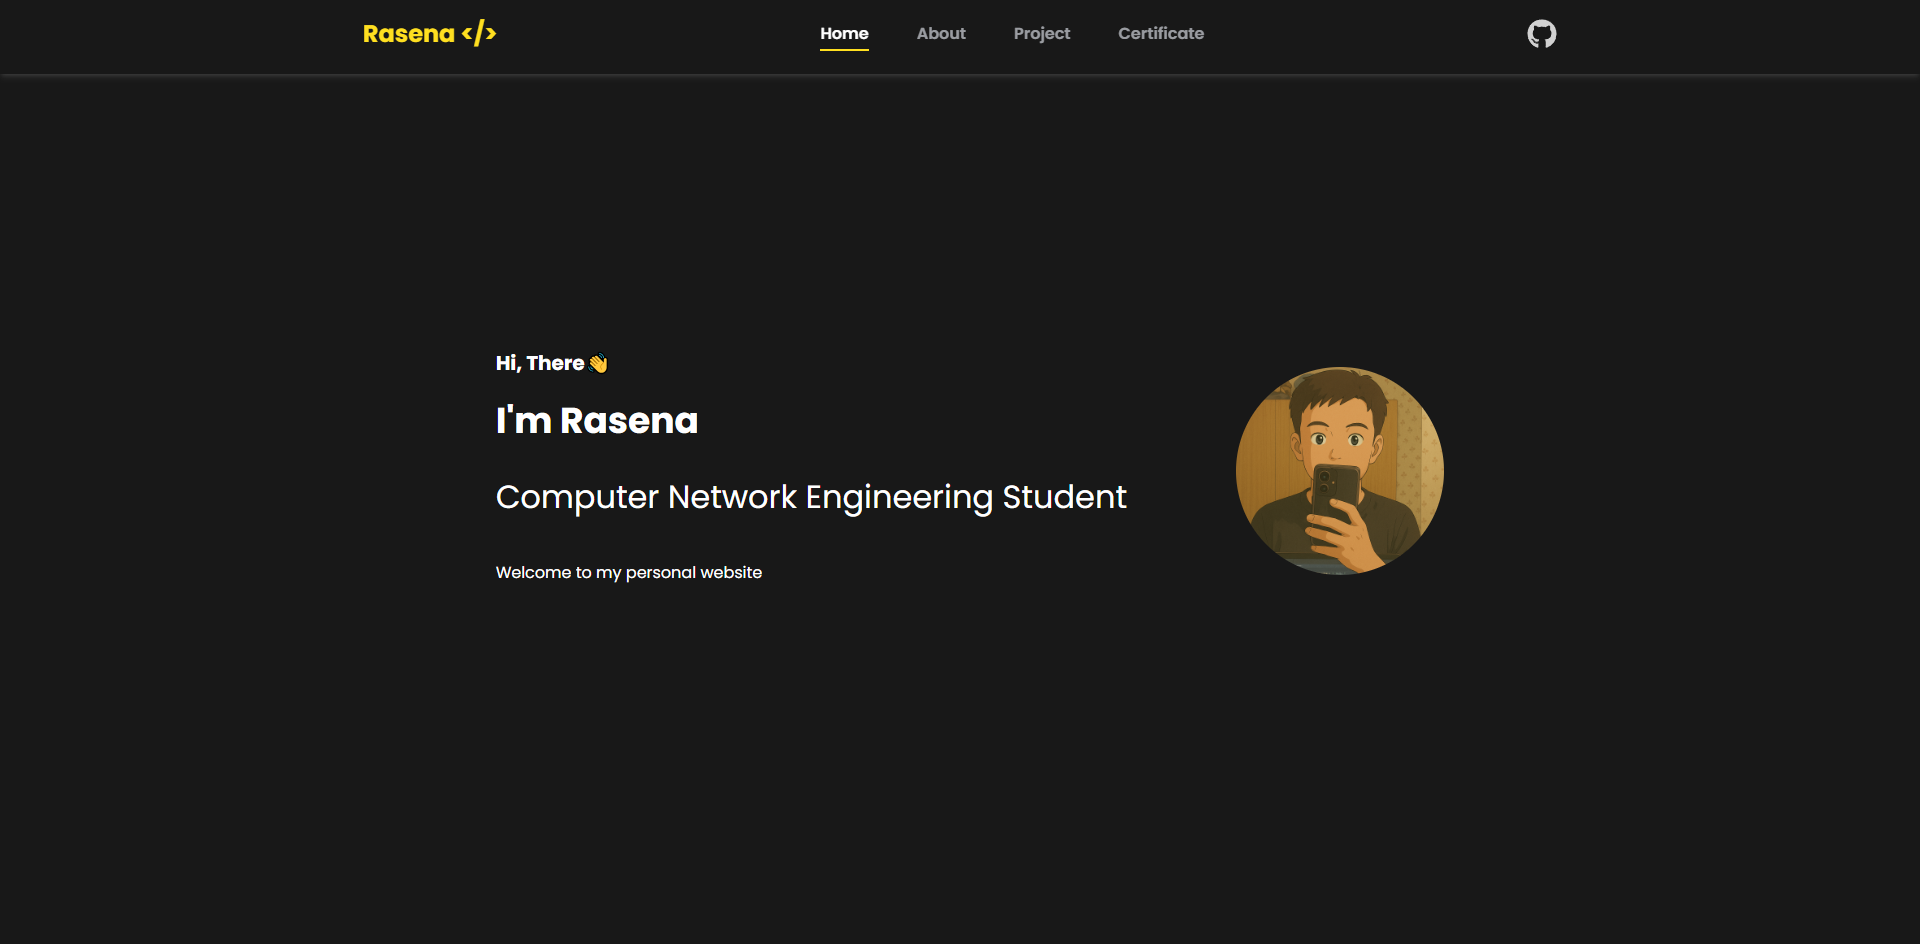 Rasena </>
Home About Project Certificate
Hi, There 👋
I'm Rasena
Computer Network Engineering Student
Welcome to my personal website